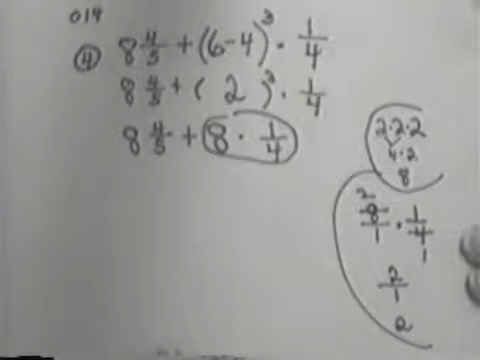 014
④ 8 4/5 + (6-4)³ · 1/4
8 4/5 + ( 2 )³ · 1/4
8 4/5 + 8 · 1/4
2·2·2
4·2
8
2
8/1 · 1/4
1
2/1
2